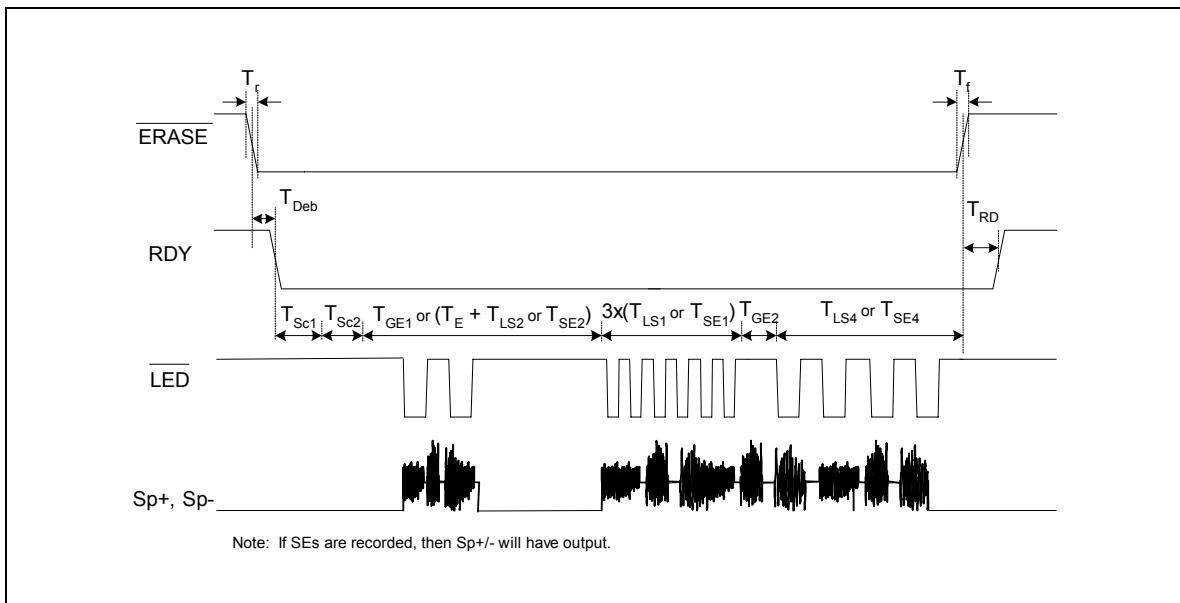 Tr
Tf
ERASE
TDeb
TRD
RDY
TSc1 TSc2 TGE1 or (TE + TLS2 or TSE2) 3x(TLS1 or TSE1) TGE2 TLS4 or TSE4
LED
Sp+, Sp-
Note: If SEs are recorded, then Sp+/- will have output.